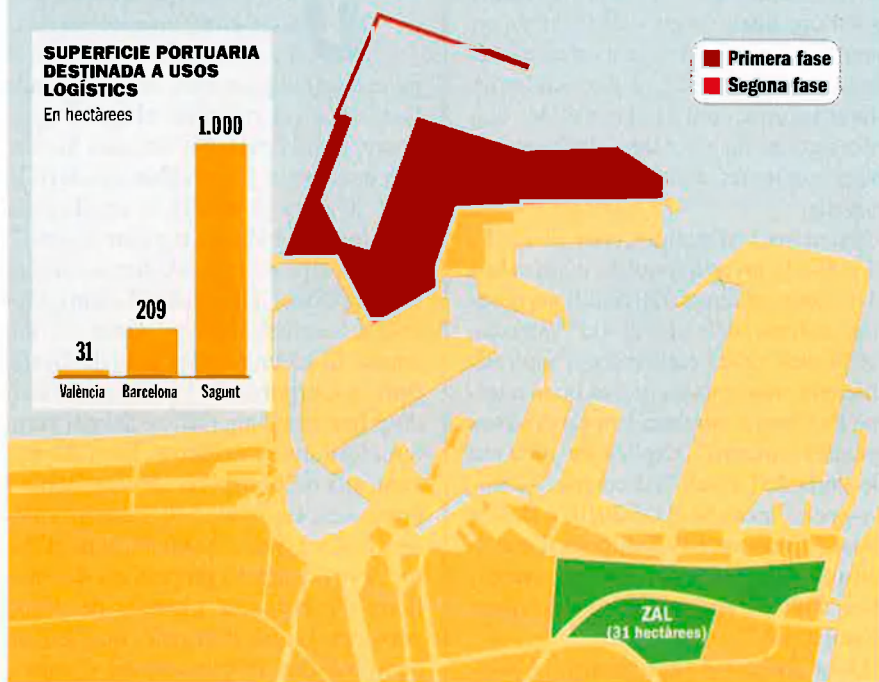 SUPERFICIE PORTUARIA
DESTINADA A USOS
LOGÍSTICS
En hectàrees
1.000
209
31
València
Barcelona
Sagunt
Primera fase
Segona fase
ZAL
(31 hectàrees)